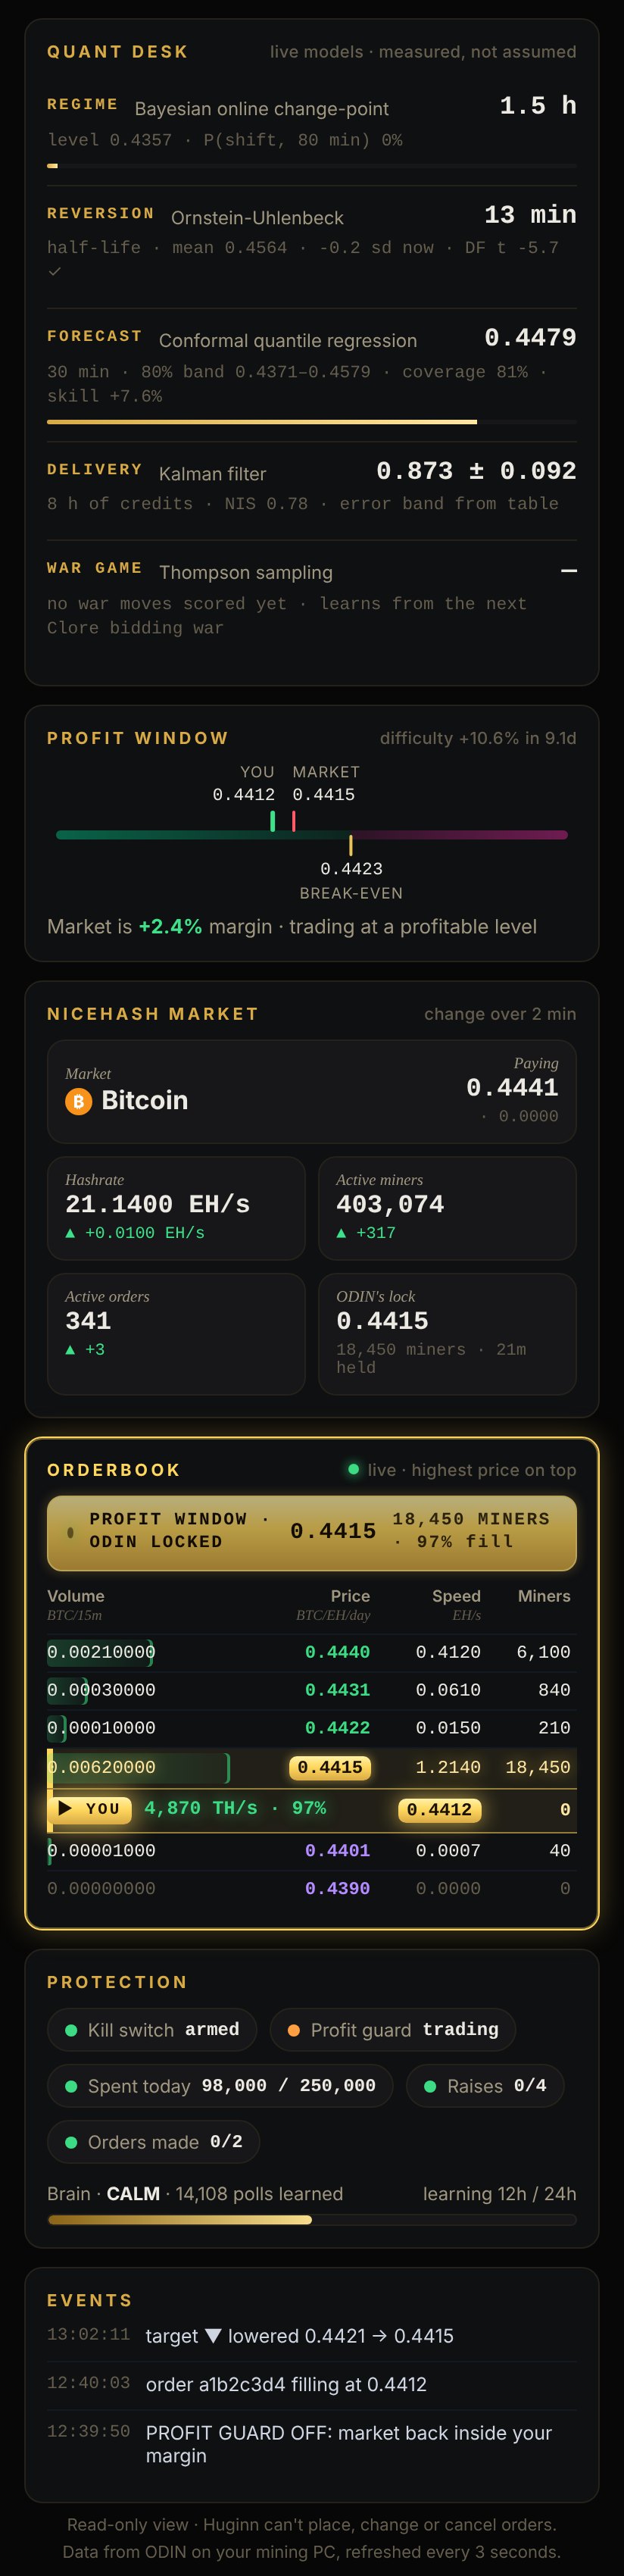 QUANT DESK live models · measured, not assumed
REGIME Bayesian online change-point 1.5 h
level 0.4357 · P(shift, 80 min) 0%
REVERSION Ornstein-Uhlenbeck 13 min
half-life · mean 0.4564 · -0.2 sd now · DF t -5.7
✓
FORECAST Conformal quantile regression 0.4479
30 min · 80% band 0.4371–0.4579 · coverage 81% ·
skill +7.6%
DELIVERY Kalman filter 0.873 ± 0.092
8 h of credits · NIS 0.78 · error band from table
WAR GAME Thompson sampling —
no war moves scored yet · learns from the next
Clore bidding war
PROFIT WINDOW difficulty +10.6% in 9.1d
YOU MARKET
0.4412 0.4415
0.4423
BREAK-EVEN
Market is +2.4% margin · trading at a profitable level
NICEHASH MARKET change over 2 min
Market Paying
Bitcoin 0.4441
· 0.0000
Hashrate Active miners
21.1400 EH/s 403,074
▲ +0.0100 EH/s ▲ +317
Active orders ODIN's lock
341 0.4415
▲ +3 18,450 miners · 21m
held
ORDERBOOK live · highest price on top
PROFIT WINDOW · 0.4415 18,450 MINERS
ODIN LOCKED · 97% fill
Volume Price Speed Miners
BTC/15m BTC/EH/day EH/s
0.00210000 0.4440 0.4120 6,100
0.00030000 0.4431 0.0610 840
0.00010000 0.4422 0.0150 210
0.00620000 0.4415 1.2140 18,450
▶ YOU 4,870 TH/s · 97% 0.4412 0
0.00001000 0.4401 0.0007 40
0.00000000 0.4390 0.0000 0
PROTECTION
Kill switch armed Profit guard trading
Spent today 98,000 / 250,000 Raises 0/4
Orders made 0/2
Brain · CALM · 14,108 polls learned learning 12h / 24h
EVENTS
13:02:11 target ▼ lowered 0.4421 → 0.4415
12:40:03 order a1b2c3d4 filling at 0.4412
12:39:50 PROFIT GUARD OFF: market back inside your
margin
Read-only view · Huginn can't place, change or cancel orders.
Data from ODIN on your mining PC, refreshed every 3 seconds.